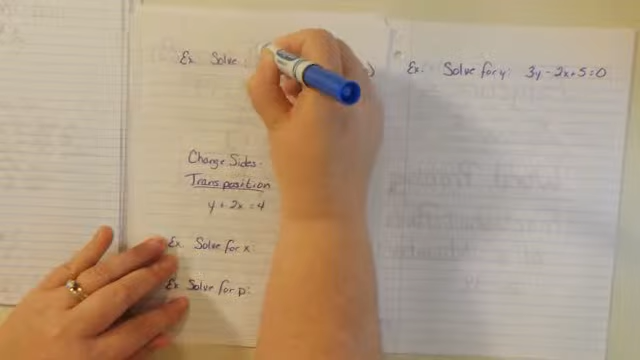 Ex. Solve
Change Sides.
Transposition
y + 2x = 4
Ex. Solve for x:
Ex Solve for p:
Ex. Solve for y: 3y - 2x + 5 = 0